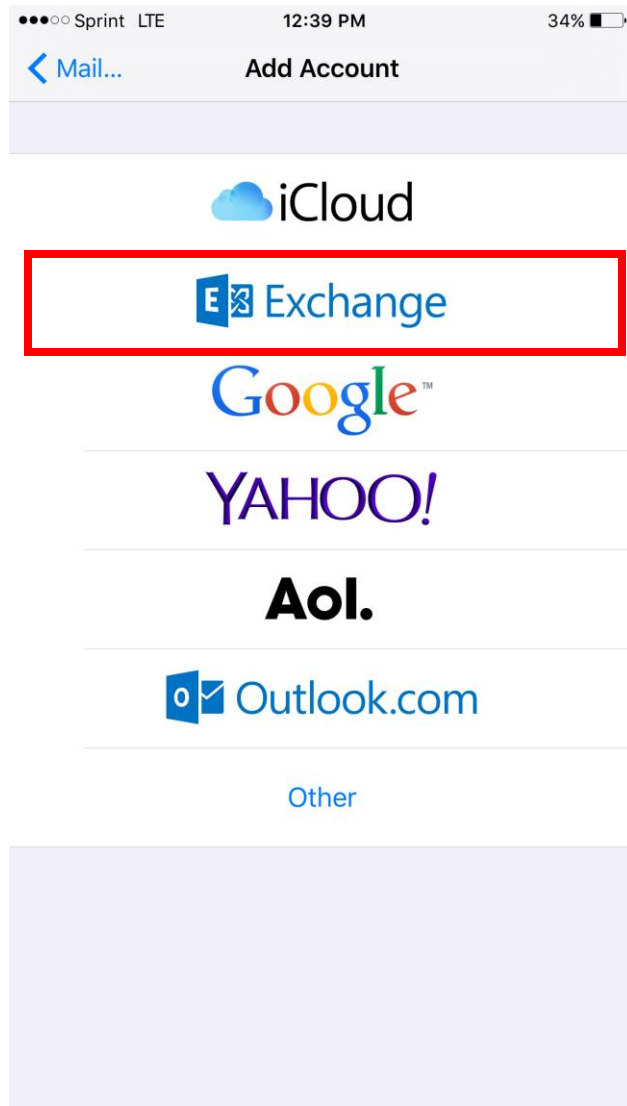 ●●●○○ Sprint LTE 12:39 PM 34%
Mail... Add Account
iCloud
E Exchange
Google™
YAHOO!
Aol.
o Outlook.com
Other